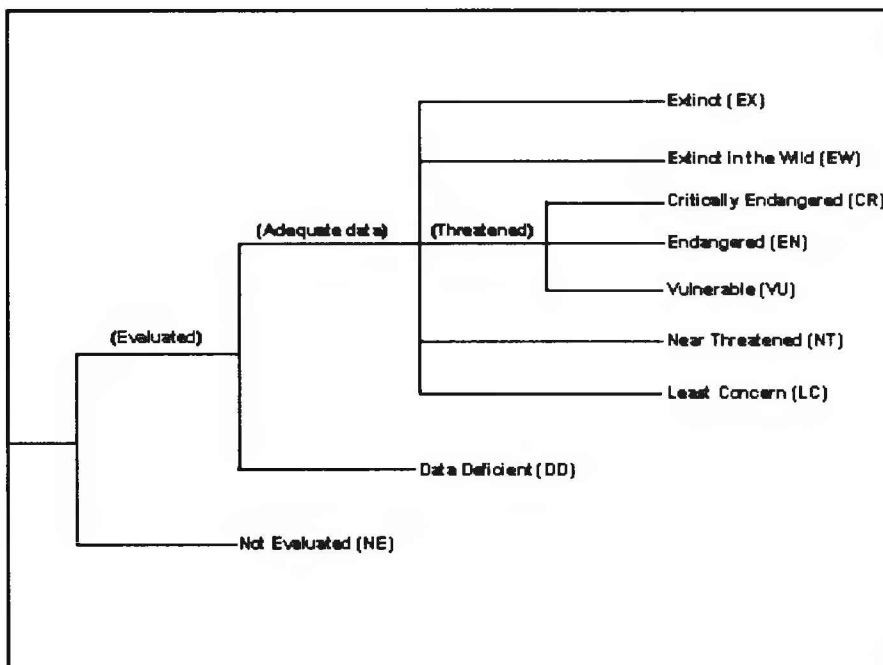 Extinct (EX)
Extinct in the Wild (EW)
Critically Endangered (CR)
(Adequate data)
(Threatened)
Endangered (EN)
Vulnerable (VU)
(Evaluated)
Near Threatened (NT)
Least Concern (LC)
Data Deficient (DD)
Not Evaluated (NE)